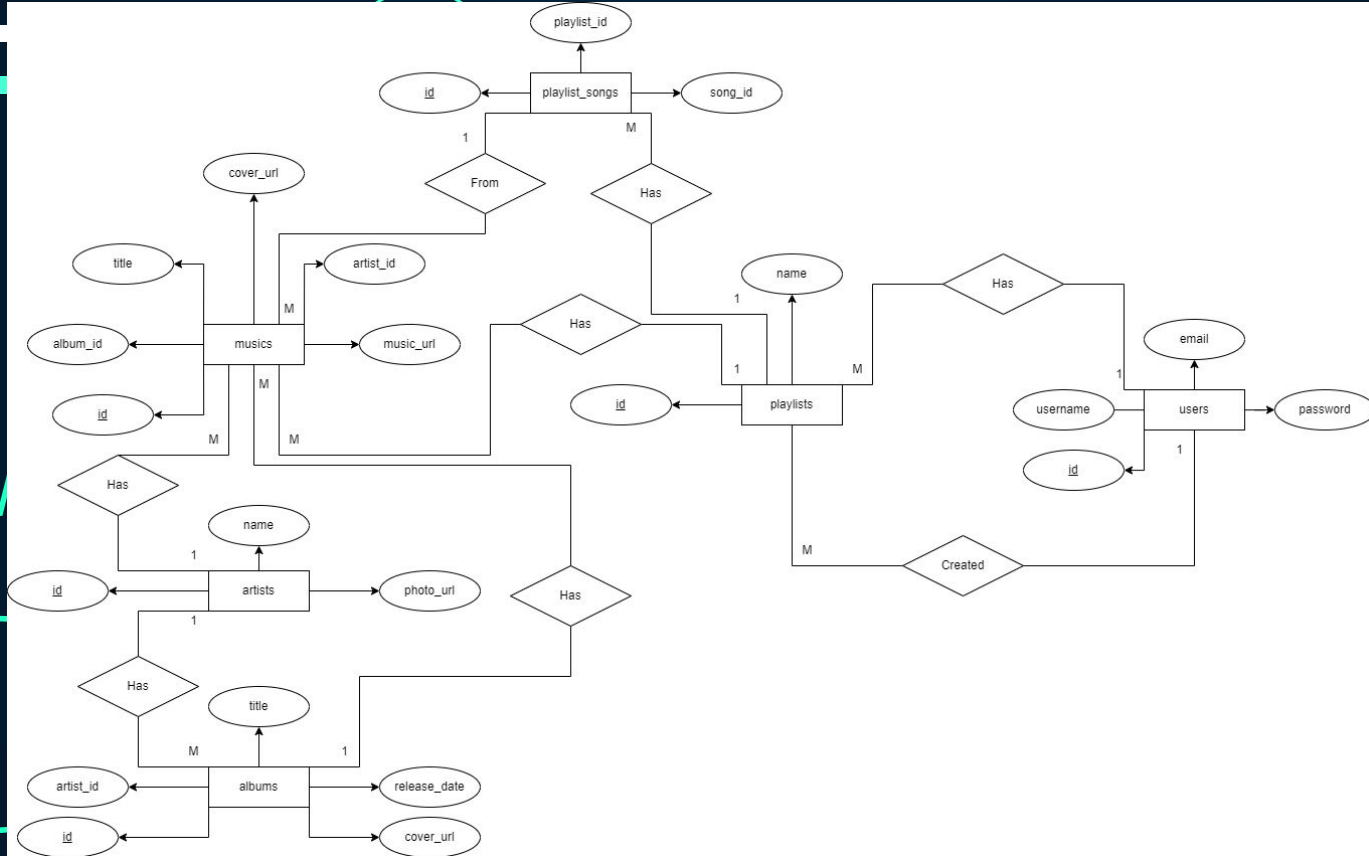 playlist_id
id
playlist_songs
song_id
1
M
cover_url
From
Has
title
artist_id
name
Has
M
1
Has
album_id
musics
music_url
Has
email
M
1
M
1
id
id
playlists
username
users
password
M
M
1
id
Has
name
1
M
Created
id
artists
photo_url
Has
1
Has
title
M
1
artist_id
albums
release_date
id
cover_url